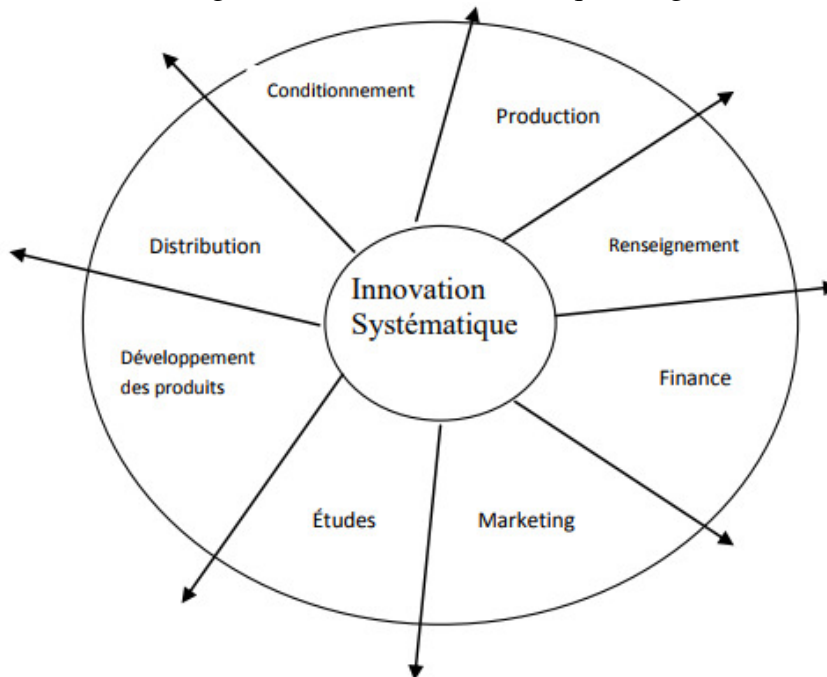 Conditionnement
Production
Distribution
Renseignement
Innovation
Systématique
Développement
des produits
Finance
Études
Marketing